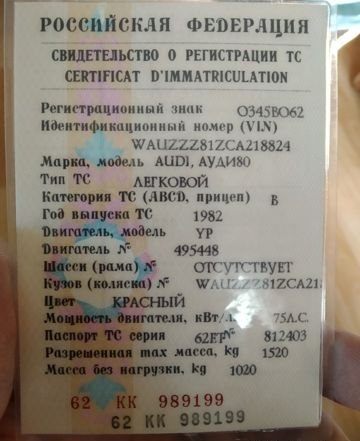 РОССИЙСКАЯ ФЕДЕРАЦИЯ
СВИДЕТЕЛЬСТВО О РЕГИСТРАЦИИ ТС
CERTIFICAT D'IMMATRICULATION
Регистрационный знак О345ВО62
Идентификационный номер (VIN)
WAUZZZ81ZCA218824
Марка, модель AUDI, АУДИ80
Тип ТС ЛЕГКОВОЙ
Категория ТС (ABCD, прицеп) B
Год выпуска ТС 1982
Двигатель, модель YP
Двигатель № 495448
Шасси (рама) № ОТСУТСТВУЕТ
Кузов (коляска) № WAUZZZ81ZCA21
Цвет КРАСНЫЙ
Мощность двигателя, кВт/л. 75Л.С.
Паспорт ТС серия 62ЕТ № 812403
Разрешенная max масса, kg 1520
Масса без нагрузки, kg 1020
62 КК 989199
62 КК 989199